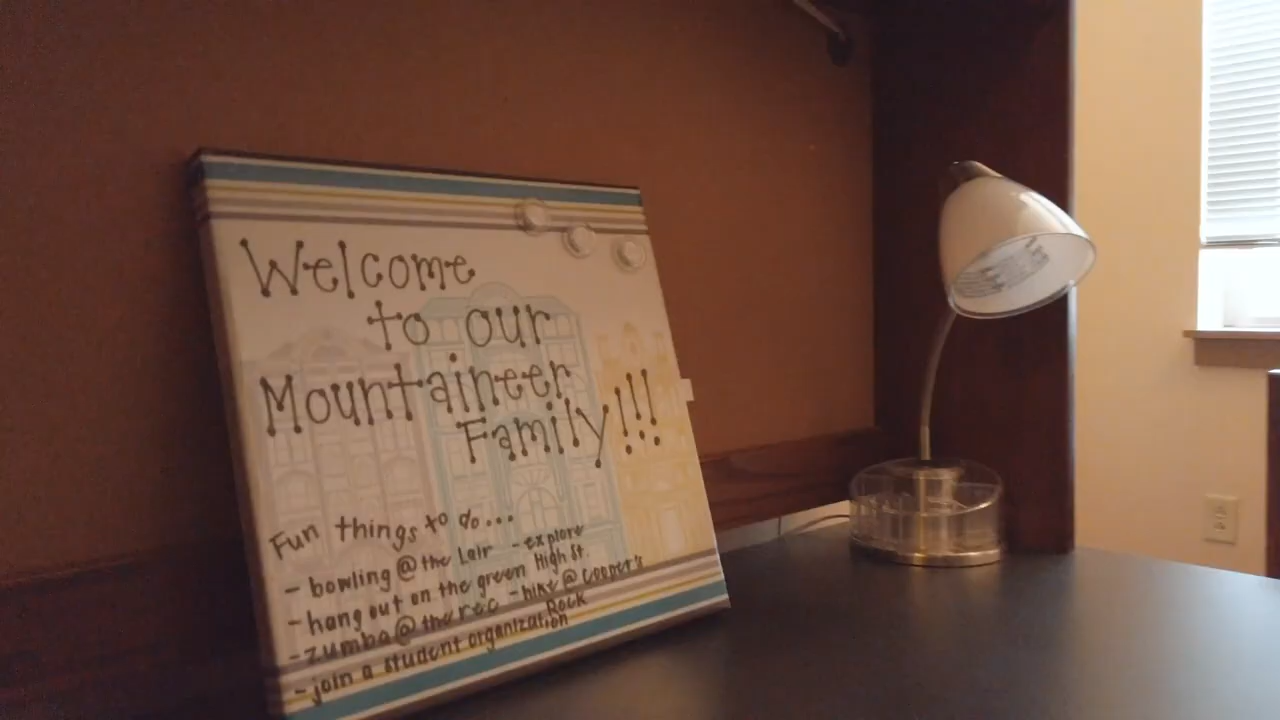 Welcome
to our
Mountaineer
Family!!!
Fun things to do...
- bowling @ the Lair - explore High St.
- hang out on the green - hike @ Cooper's Rock
- zumba @ the rec
- join a student organization